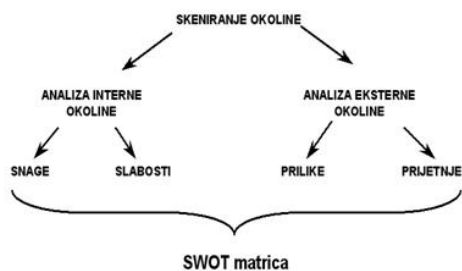 SKENIRANJE OKOLINE
ANALIZA INTERNE
OKOLINE
ANALIZA EKSTERNE
OKOLINE
SNAGE
SLABOSTI
PRILIKE
PRIJETNJE
SWOT matrica